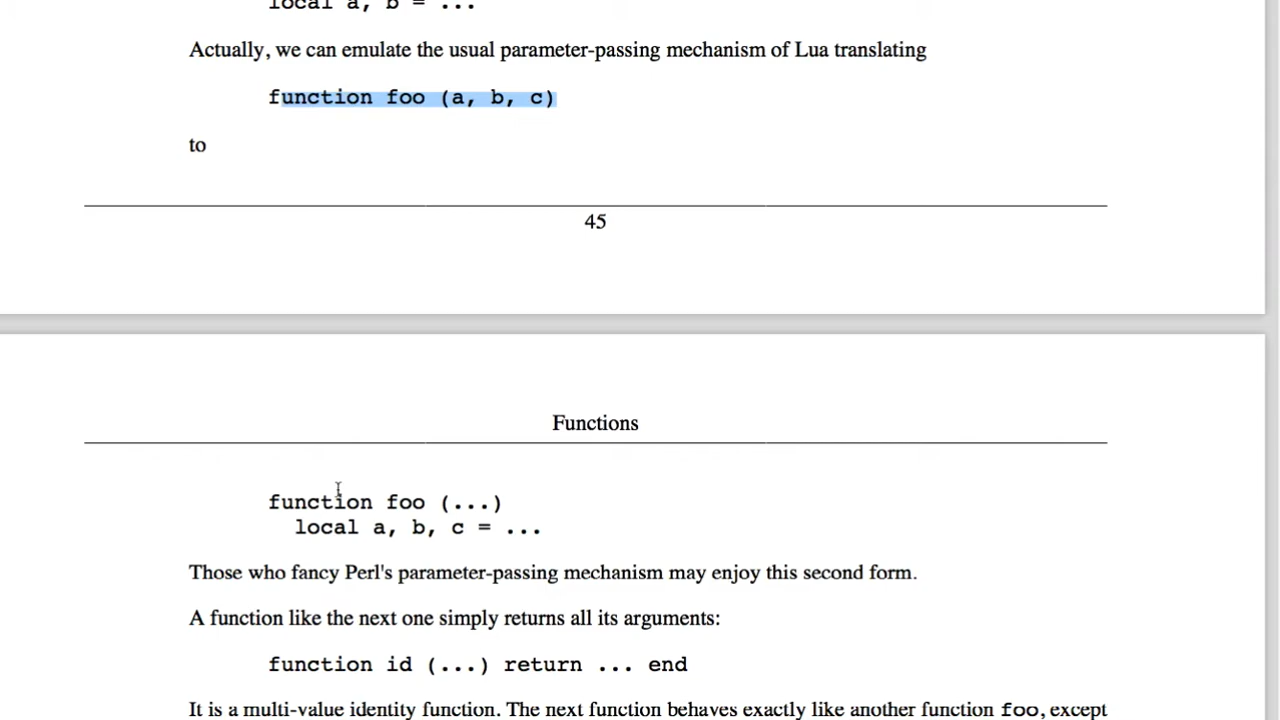 local a, b = ...
Actually, we can emulate the usual parameter-passing mechanism of Lua translating
function foo (a, b, c)
to
45
Functions
function foo (...)
local a, b, c = ...
Those who fancy Perl's parameter-passing mechanism may enjoy this second form.
A function like the next one simply returns all its arguments:
function id (...) return ... end
It is a multi-value identity function. The next function behaves exactly like another function foo, except